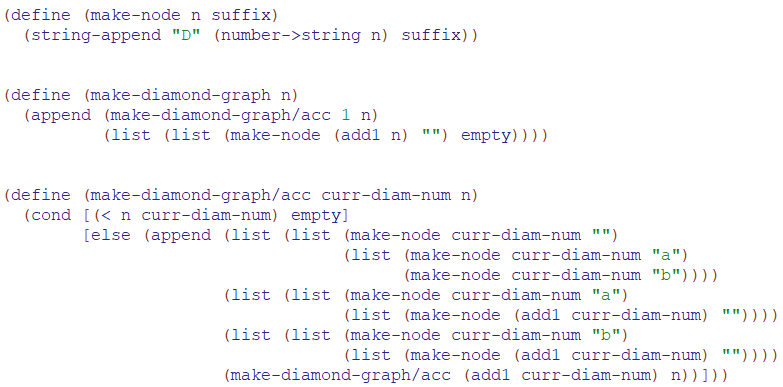 (define (make-node n suffix)
  (string-append "D" (number->string n) suffix))
(define (make-diamond-graph n)
  (append (make-diamond-graph/acc 1 n)
          (list (list (make-node (add1 n) "") empty))))
(define (make-diamond-graph/acc curr-diam-num n)
  (cond [(< n curr-diam-num) empty]
        [else (append (list (list (make-node curr-diam-num "")
                                  (list (make-node curr-diam-num "a")
                                        (make-node curr-diam-num "b"))))
                      (list (list (make-node curr-diam-num "a")
                                  (list (make-node (add1 curr-diam-num) ""))))
                      (list (list (make-node curr-diam-num "b")
                                  (list (make-node (add1 curr-diam-num) ""))))
                      (make-diamond-graph/acc (add1 curr-diam-num) n))]))